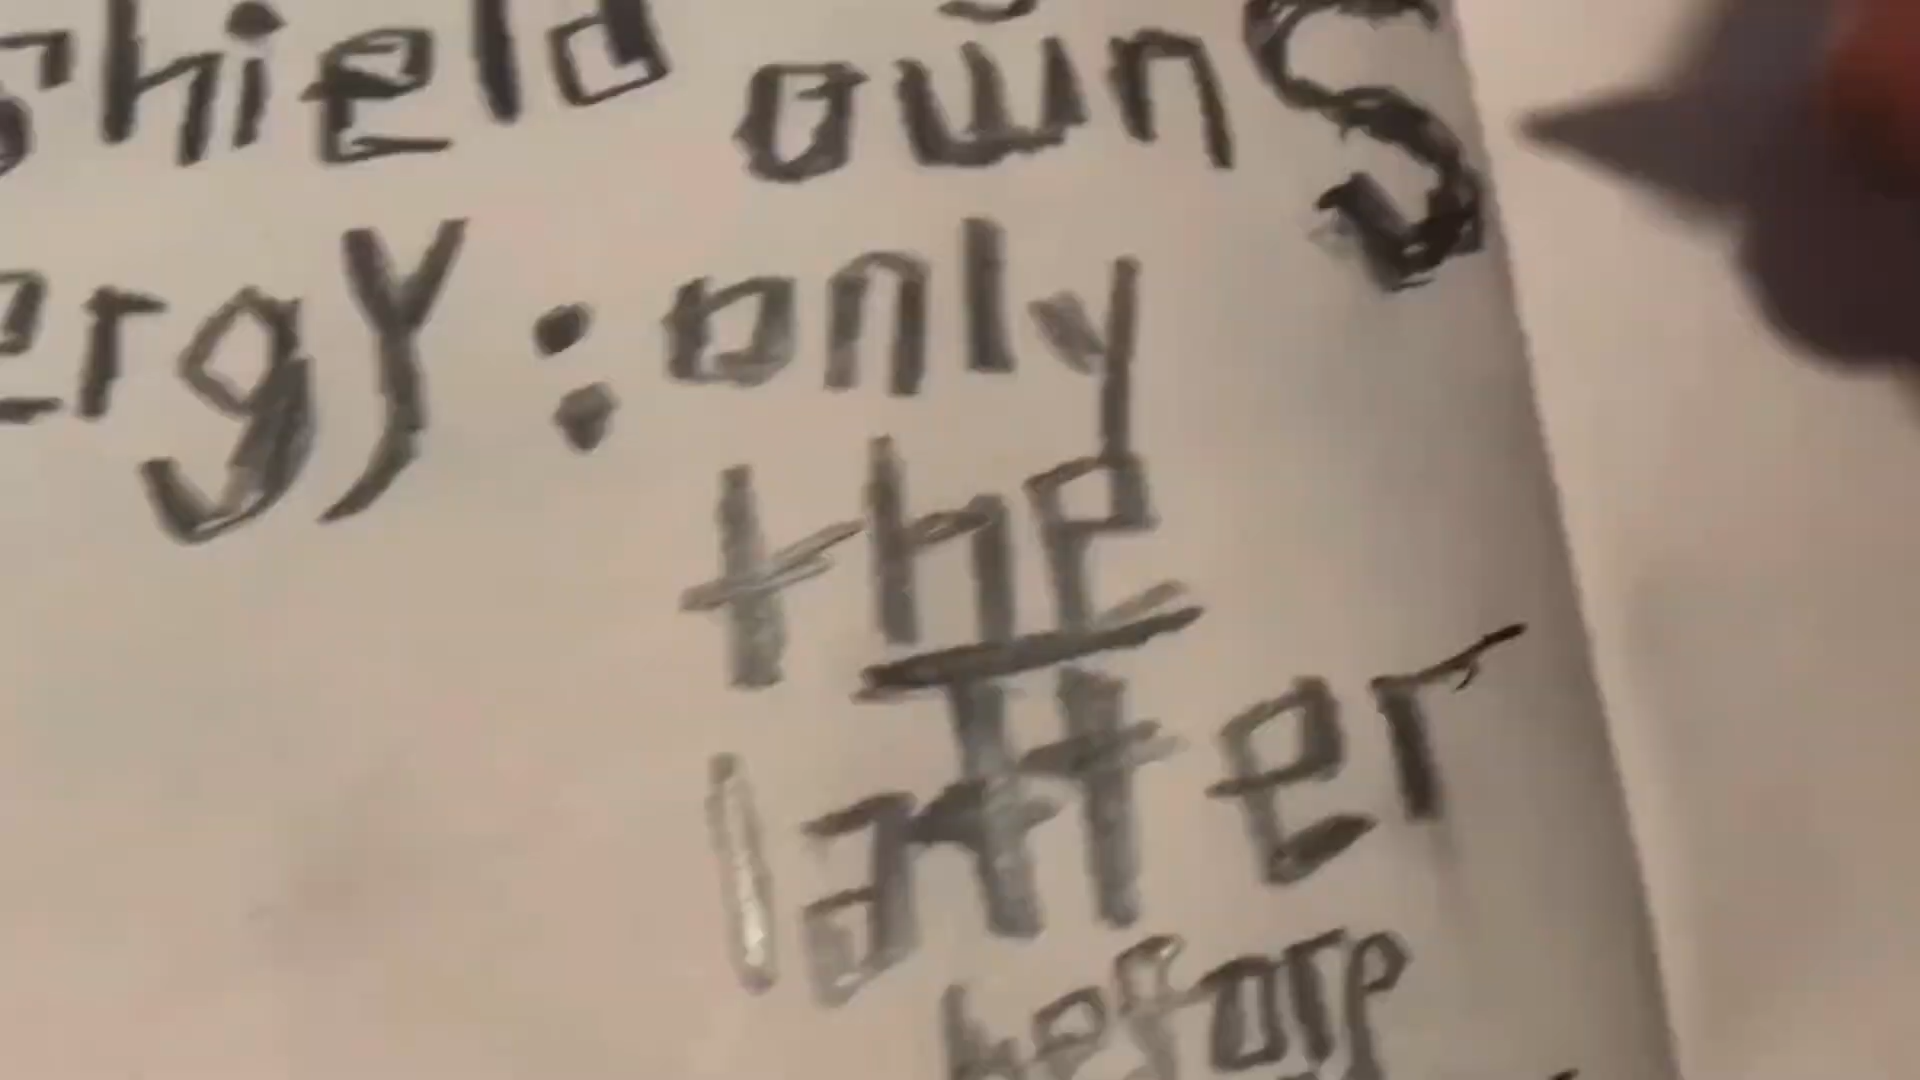 shield owns
ergy: only
the
latter
before